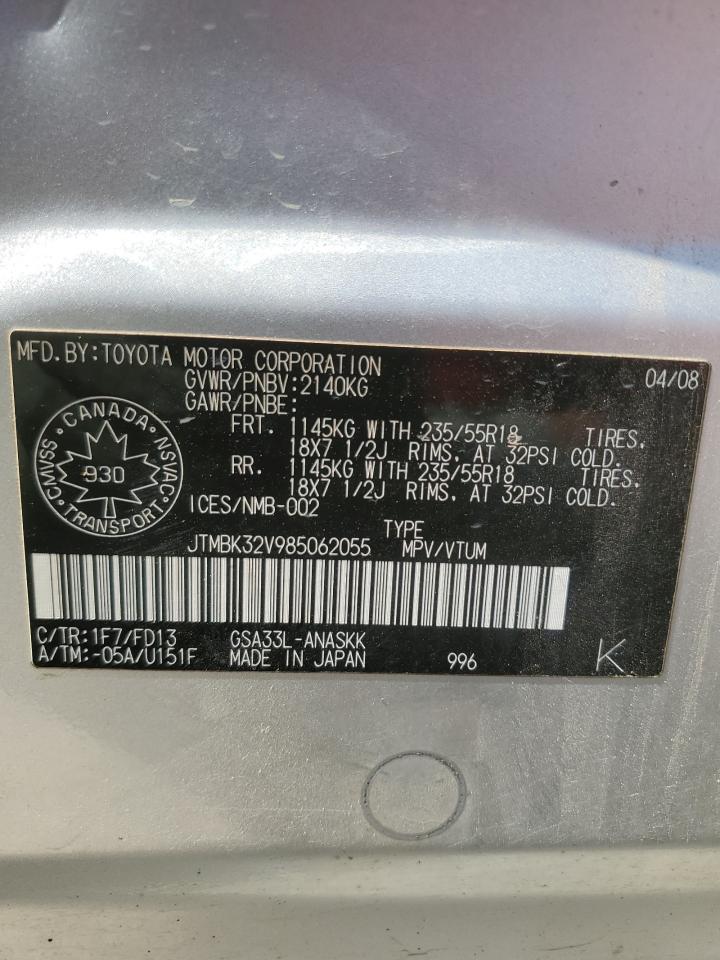 MFD.BY:TOYOTA MOTOR CORPORATION 04/08
GVWR/PNBV:2140KG
GAWR/PNBE:
FRT. 1145KG WITH 235/55R18 TIRES.
18X7 1/2J RIMS. AT 32PSI COLD.
RR. 1145KG WITH 235/55R18 TIRES.
18X7 1/2J RIMS. AT 32PSI COLD.
ICES/NMB-002
CANADA
CMVSS • NSVAC
930
TRANSPORT
TYPE
JTMBK32V985062055 MPV/VTUM
C/TR:1F7/FD13 GSA33L-ANASKK
A/TM:-05A/U151F MADE IN JAPAN 996 K